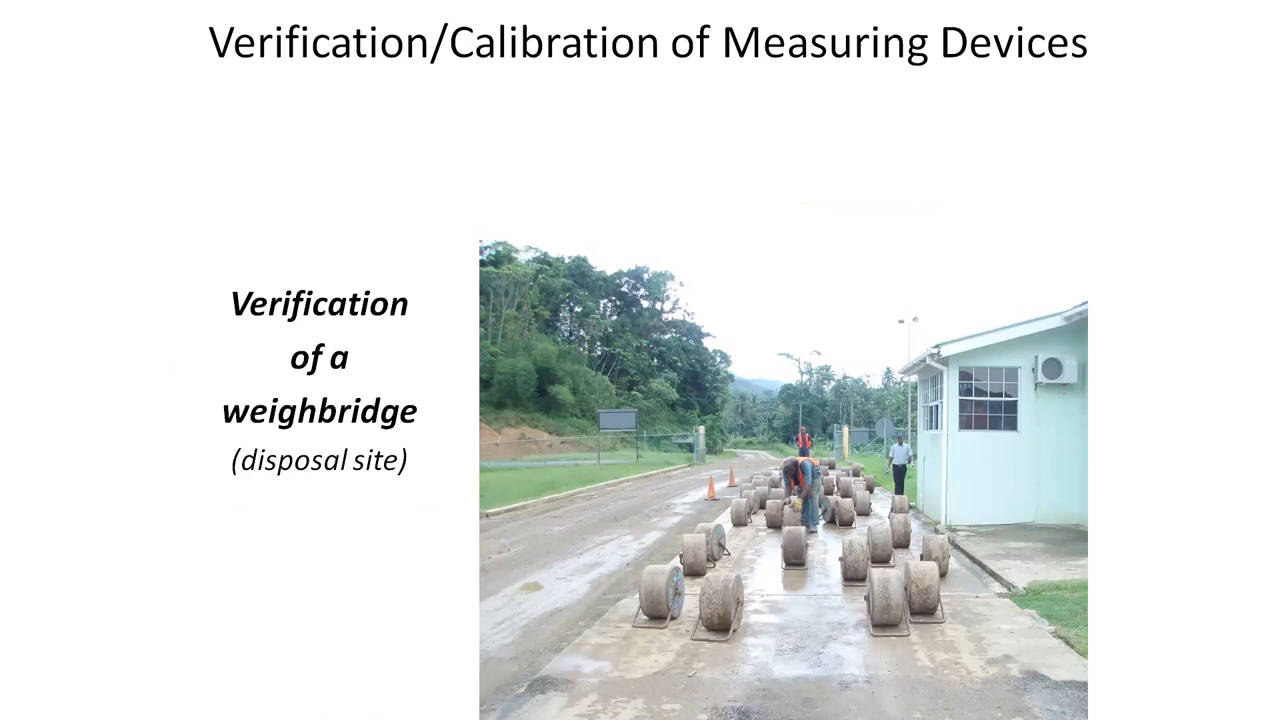 Verification/Calibration of Measuring Devices
Verification
of a
weighbridge
(disposal site)